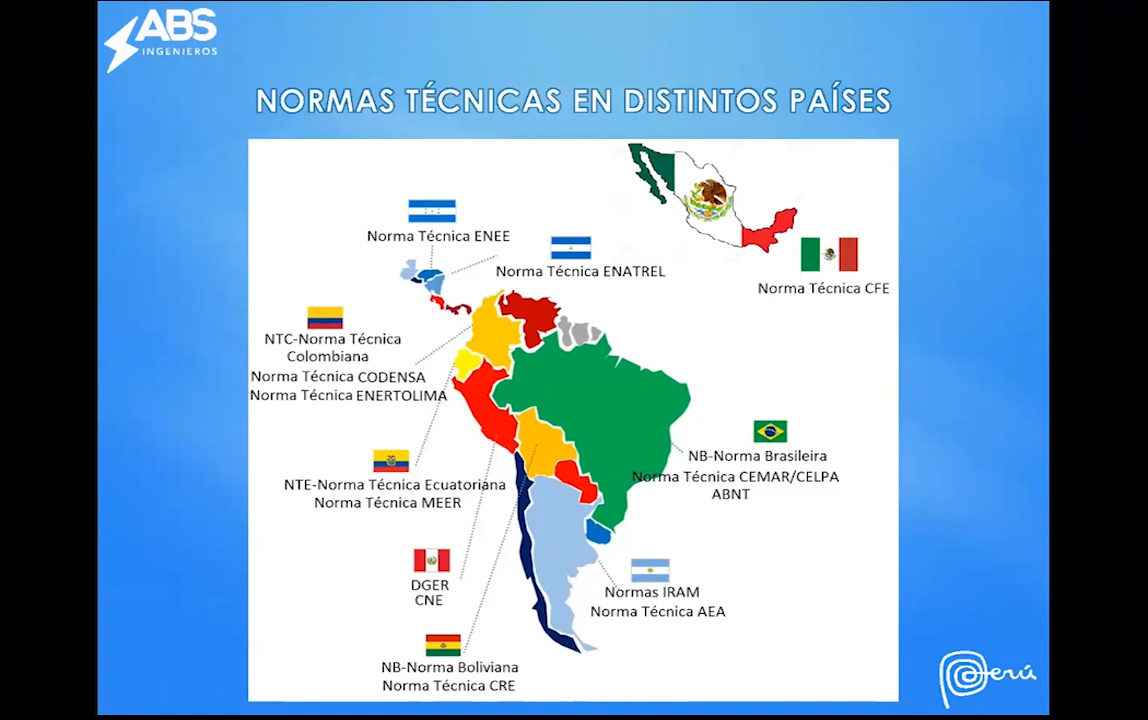 ABS
INGENIEROS
NORMAS TÉCNICAS EN DISTINTOS PAÍSES
Norma Técnica ENEE
Norma Técnica ENATREL
Norma Técnica CFE
NTC-Norma Técnica
Colombiana
Norma Técnica CODENSA
Norma Técnica ENERTOLIMA
NB-Norma Brasileira
Norma Técnica CEMAR/CELPA
ABNT
NTE-Norma Técnica Ecuatoriana
Norma Técnica MEER
DGER
CNE
Normas IRAM
Norma Técnica AEA
NB-Norma Boliviana
Norma Técnica CRE
Perú